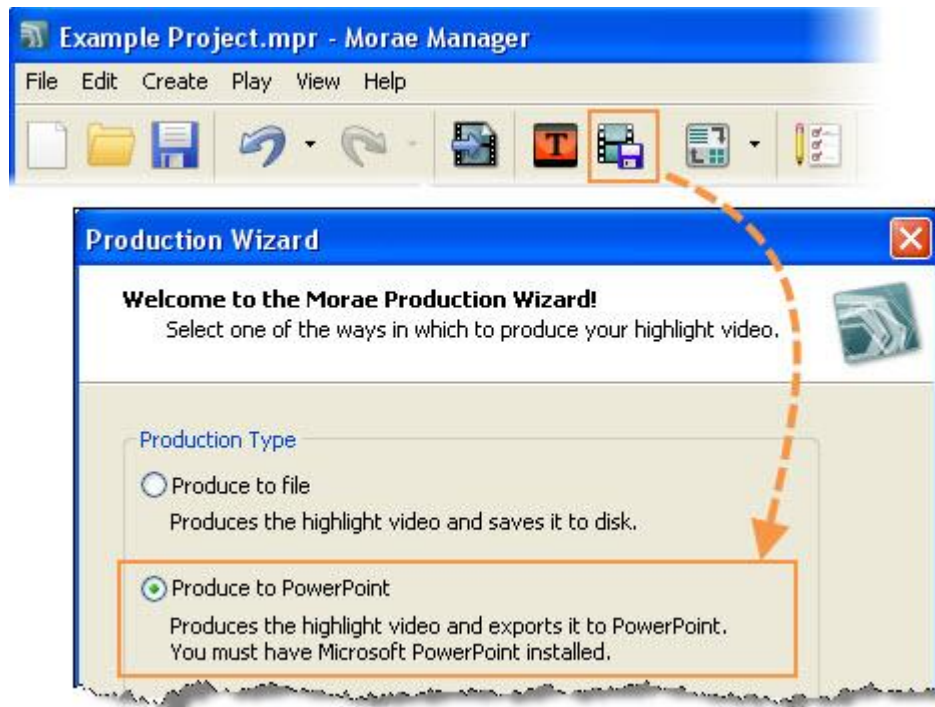 Example Project.mpr - Morae Manager
File Edit Create Play View Help
T
Production Wizard
Welcome to the Morae Production Wizard!
Select one of the ways in which to produce your highlight video.
Production Type
Produce to file
Produces the highlight video and saves it to disk.
Produce to PowerPoint
Produces the highlight video and exports it to PowerPoint.
You must have Microsoft PowerPoint installed.